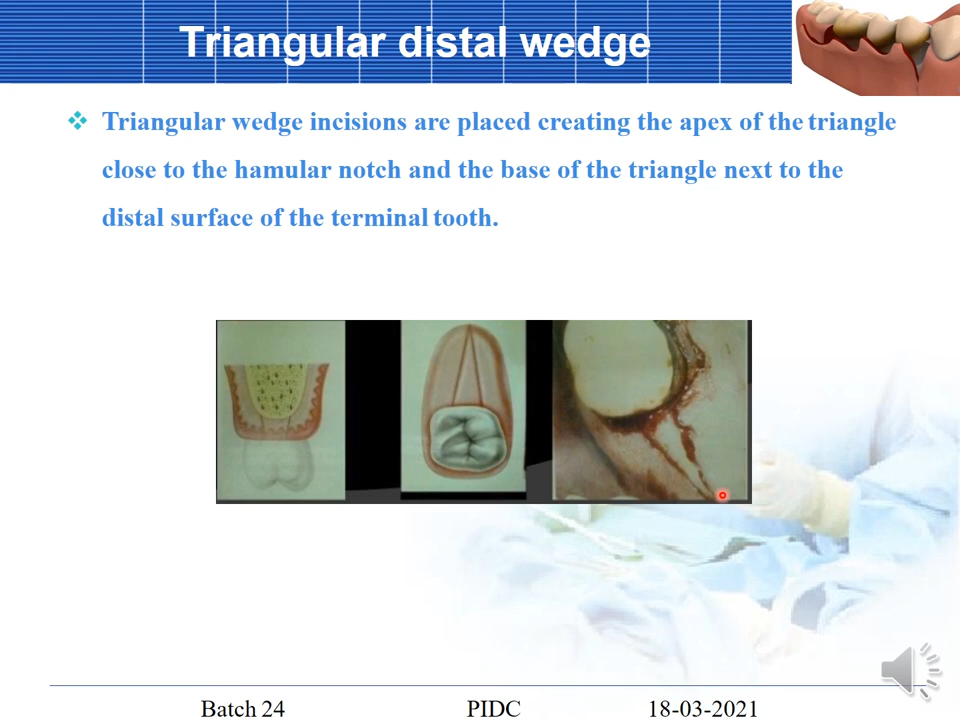 Triangular distal wedge
Triangular wedge incisions are placed creating the apex of the triangle
close to the hamular notch and the base of the triangle next to the
distal surface of the terminal tooth.
Batch 24 PIDC 18-03-2021